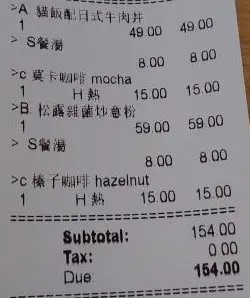 >A 貓飯配日式牛肉丼
1 49.00 49.00
> S餐湯
8.00 8.00
>c 莫卡咖啡 mocha
1 H 熱 15.00 15.00
>B. 松露雜菌炒意粉
1 59.00 59.00
> S餐湯
8.00 8.00
>c 榛子咖啡 hazelnut
1 H 熱 15.00 15.00
Subtotal: 154.00
Tax: 0.00
Due: 154.00